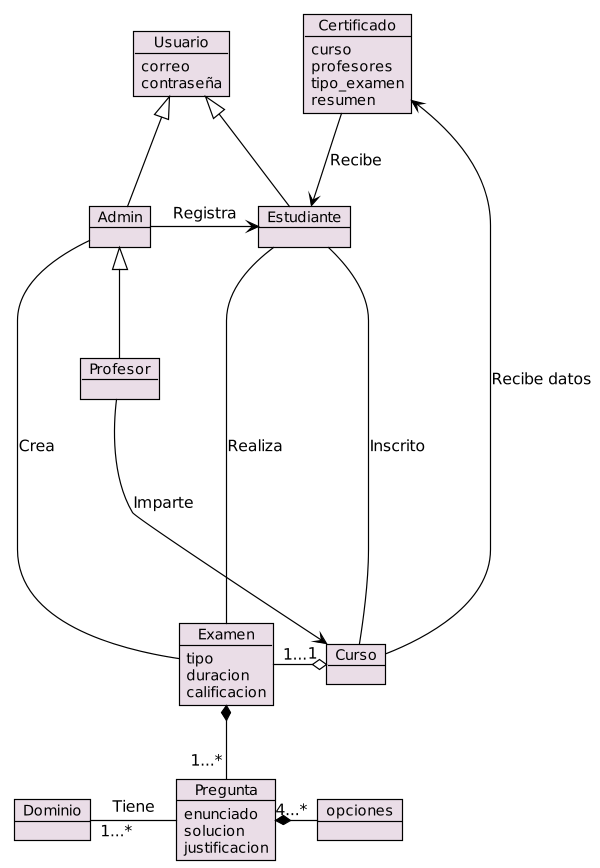 Certificado
curso
profesores
tipo_examen
resumen
Usuario
correo
contraseña
Recibe
Admin
Registra
Estudiante
Profesor
Recibe datos
Crea
Realiza
Inscrito
Imparte
Examen
tipo
duracion
calificacion
1...1
Curso
1...*
Pregunta
enunciado
solucion
justificacion
Dominio
Tiene
1...*
4...*
opciones